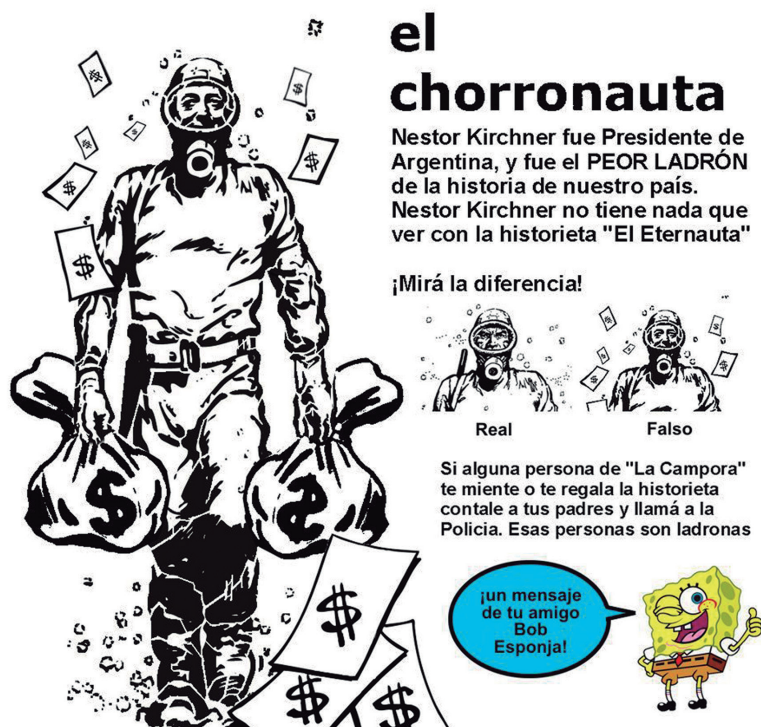 el
chorronauta
Nestor Kirchner fue Presidente de
Argentina, y fue el PEOR LADRÓN
de la historia de nuestro país.
Nestor Kirchner no tiene nada que
ver con la historieta "El Eternauta"
¡Mirá la diferencia!
Real
Falso
Si alguna persona de "La Campora"
te miente o te regala la historieta
contale a tus padres y llamá a la
Policia. Esas personas son ladronas
¡un mensaje
de tu amigo
Bob
Esponja!